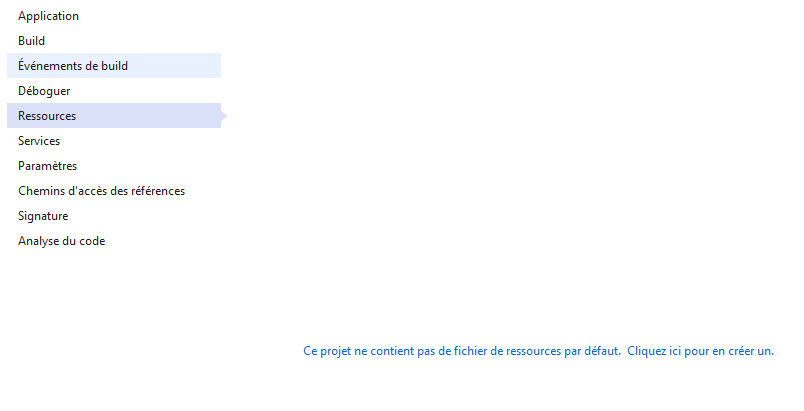 Application
Build
Événements de build
Déboguer
Ressources
Services
Paramètres
Chemins d'accès des références
Signature
Analyse du code
Ce projet ne contient pas de fichier de ressources par défaut.  Cliquez ici pour en créer un.